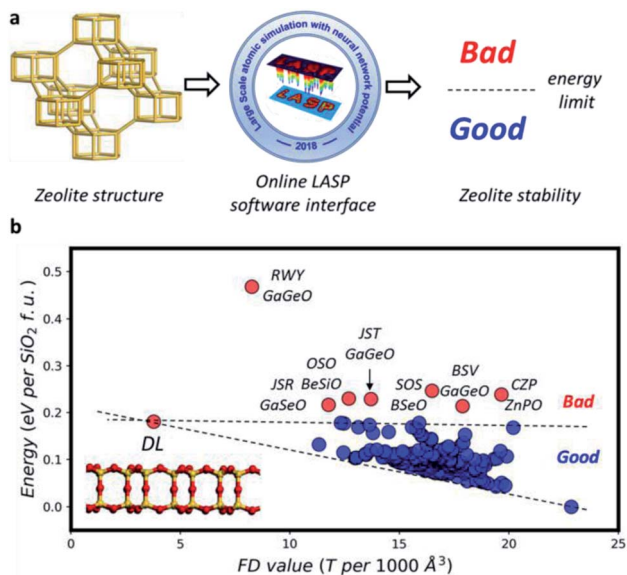 a
Large Scale atomic simulation with neural network potential
LASP
LASP
2018
Bad
energy
limit
Good
Zeolite structure
Online LASP
software interface
Zeolite stability
b
Energy (eV per SiO2 f.u.)
0.5
0.4
0.3
0.2
0.1
0.0
RWY
GaGeO
JST
GaGeO
OSO
BeSiO
JSR
GaSeO
SOS
BSeO
BSV
GaGeO
CZP
ZnPO
Bad
Good
DL
0
5
10
15
20
25
FD value (T per 1000 Å³)